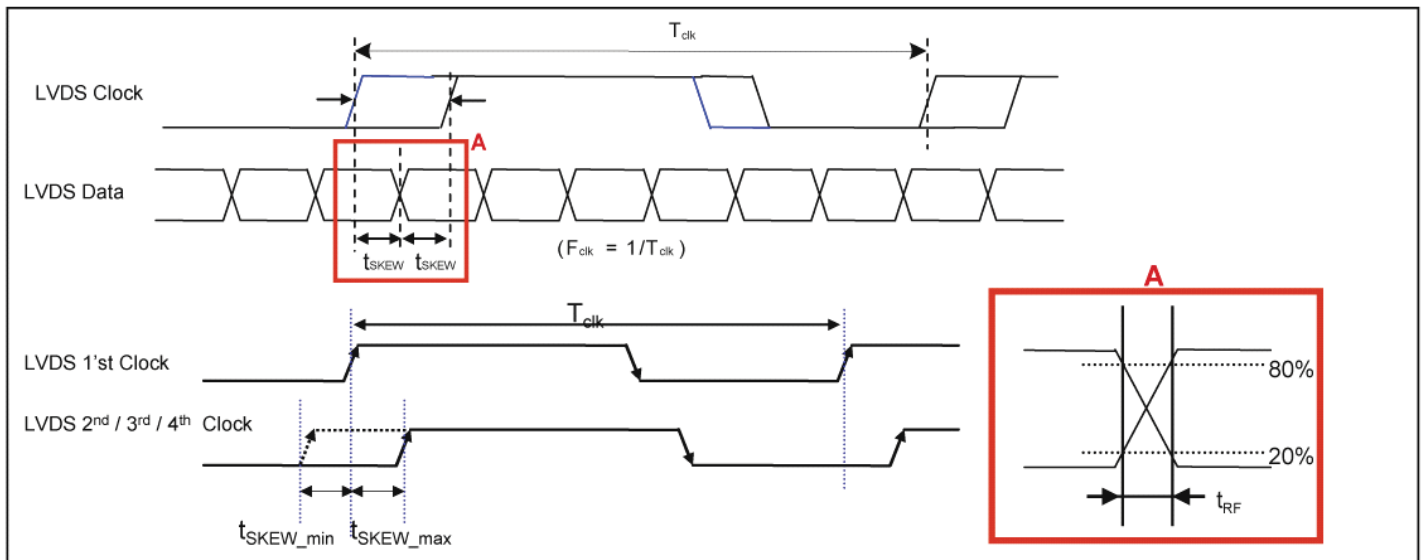 Tclk
LVDS Clock
A
LVDS Data
tSKEW tSKEW
( Fclk = 1/Tclk )
A
Tclk
LVDS 1'st Clock
80%
LVDS 2nd / 3rd / 4th Clock
20%
tRF
tSKEW_min tSKEW_max